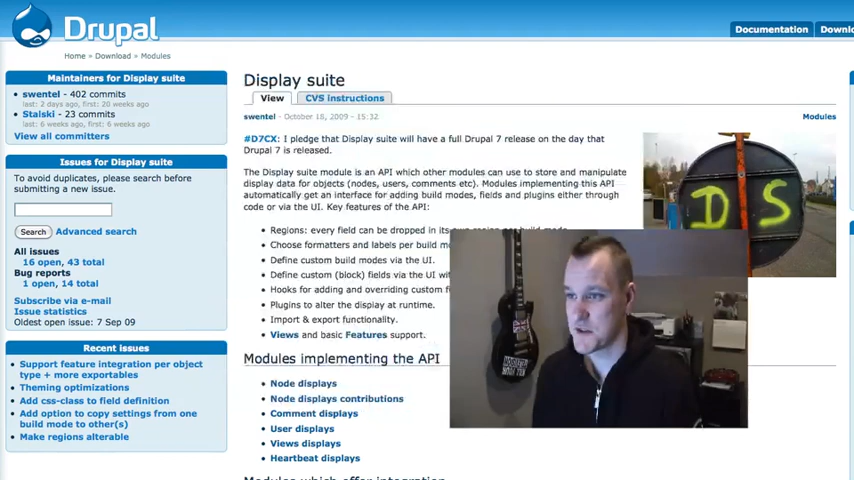 Drupal
Documentation
Home » Download » Modules
Maintainers for Display suite
swentel - 402 commits
last: 2 days ago, first: 20 weeks ago
Stalski - 23 commits
last: 6 weeks ago, first: 6 weeks ago
View all committers
Issues for Display suite
To avoid duplicates, please search before
submitting a new issue.
Search Advanced search
All issues
16 open, 43 total
Bug reports
1 open, 14 total
Subscribe via e-mail
Issue statistics
Oldest open issue: 7 Sep 09
Recent issues
Support feature integration per object
type + more exportables
Theming optimizations
Add css-class to field definition
Add option to copy settings from one
build mode to other(s)
Make regions alterable
Display suite
View CVS instructions
swentel - October 18, 2009 - 15:32
Modules
#D7CX: I pledge that Display suite will have a full Drupal 7 release on the day that
Drupal 7 is released.
The Display suite module is an API which other modules can use to store and manipulate
display data for objects (nodes, users, comments etc). Modules implementing this API
automatically get an interface for adding build modes, fields and plugins either through
code or via the UI. Key features of the API:
Regions: every field can be dropped in its own region per build mode.
Choose formatters and labels per build
Define custom build modes via the UI.
Define custom (block) fields via the UI
Hooks for adding and overriding custom
Plugins to alter the display at runtime.
Import & export functionality.
Views and basic Features support.
Modules implementing the API
Node displays
Node displays contributions
Comment displays
User displays
Views displays
Heartbeat displays
Modules which offer integration
DS